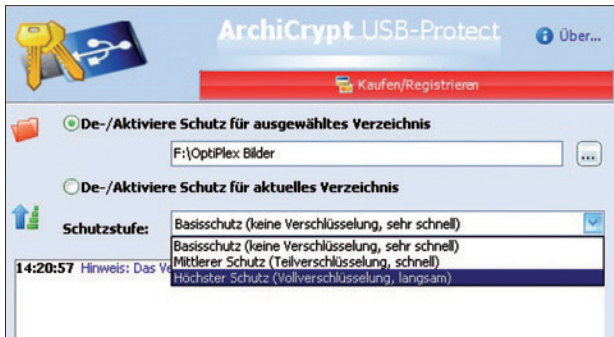 ArchiCrypt USB-Protect
Über...
Kaufen/Registrieren
De-/Aktiviere Schutz für ausgewähltes Verzeichnis
F:\OptiPlex Bilder
...
De-/Aktiviere Schutz für aktuelles Verzeichnis
Schutzstufe: Basisschutz (keine Verschlüsselung, sehr schnell)
Basisschutz (keine Verschlüsselung, sehr schnell)
Mittlerer Schutz (Teilverschlüsselung, schnell)
Höchster Schutz (Vollverschlüsselung, langsam)
14:20:57 Hinweis: Das